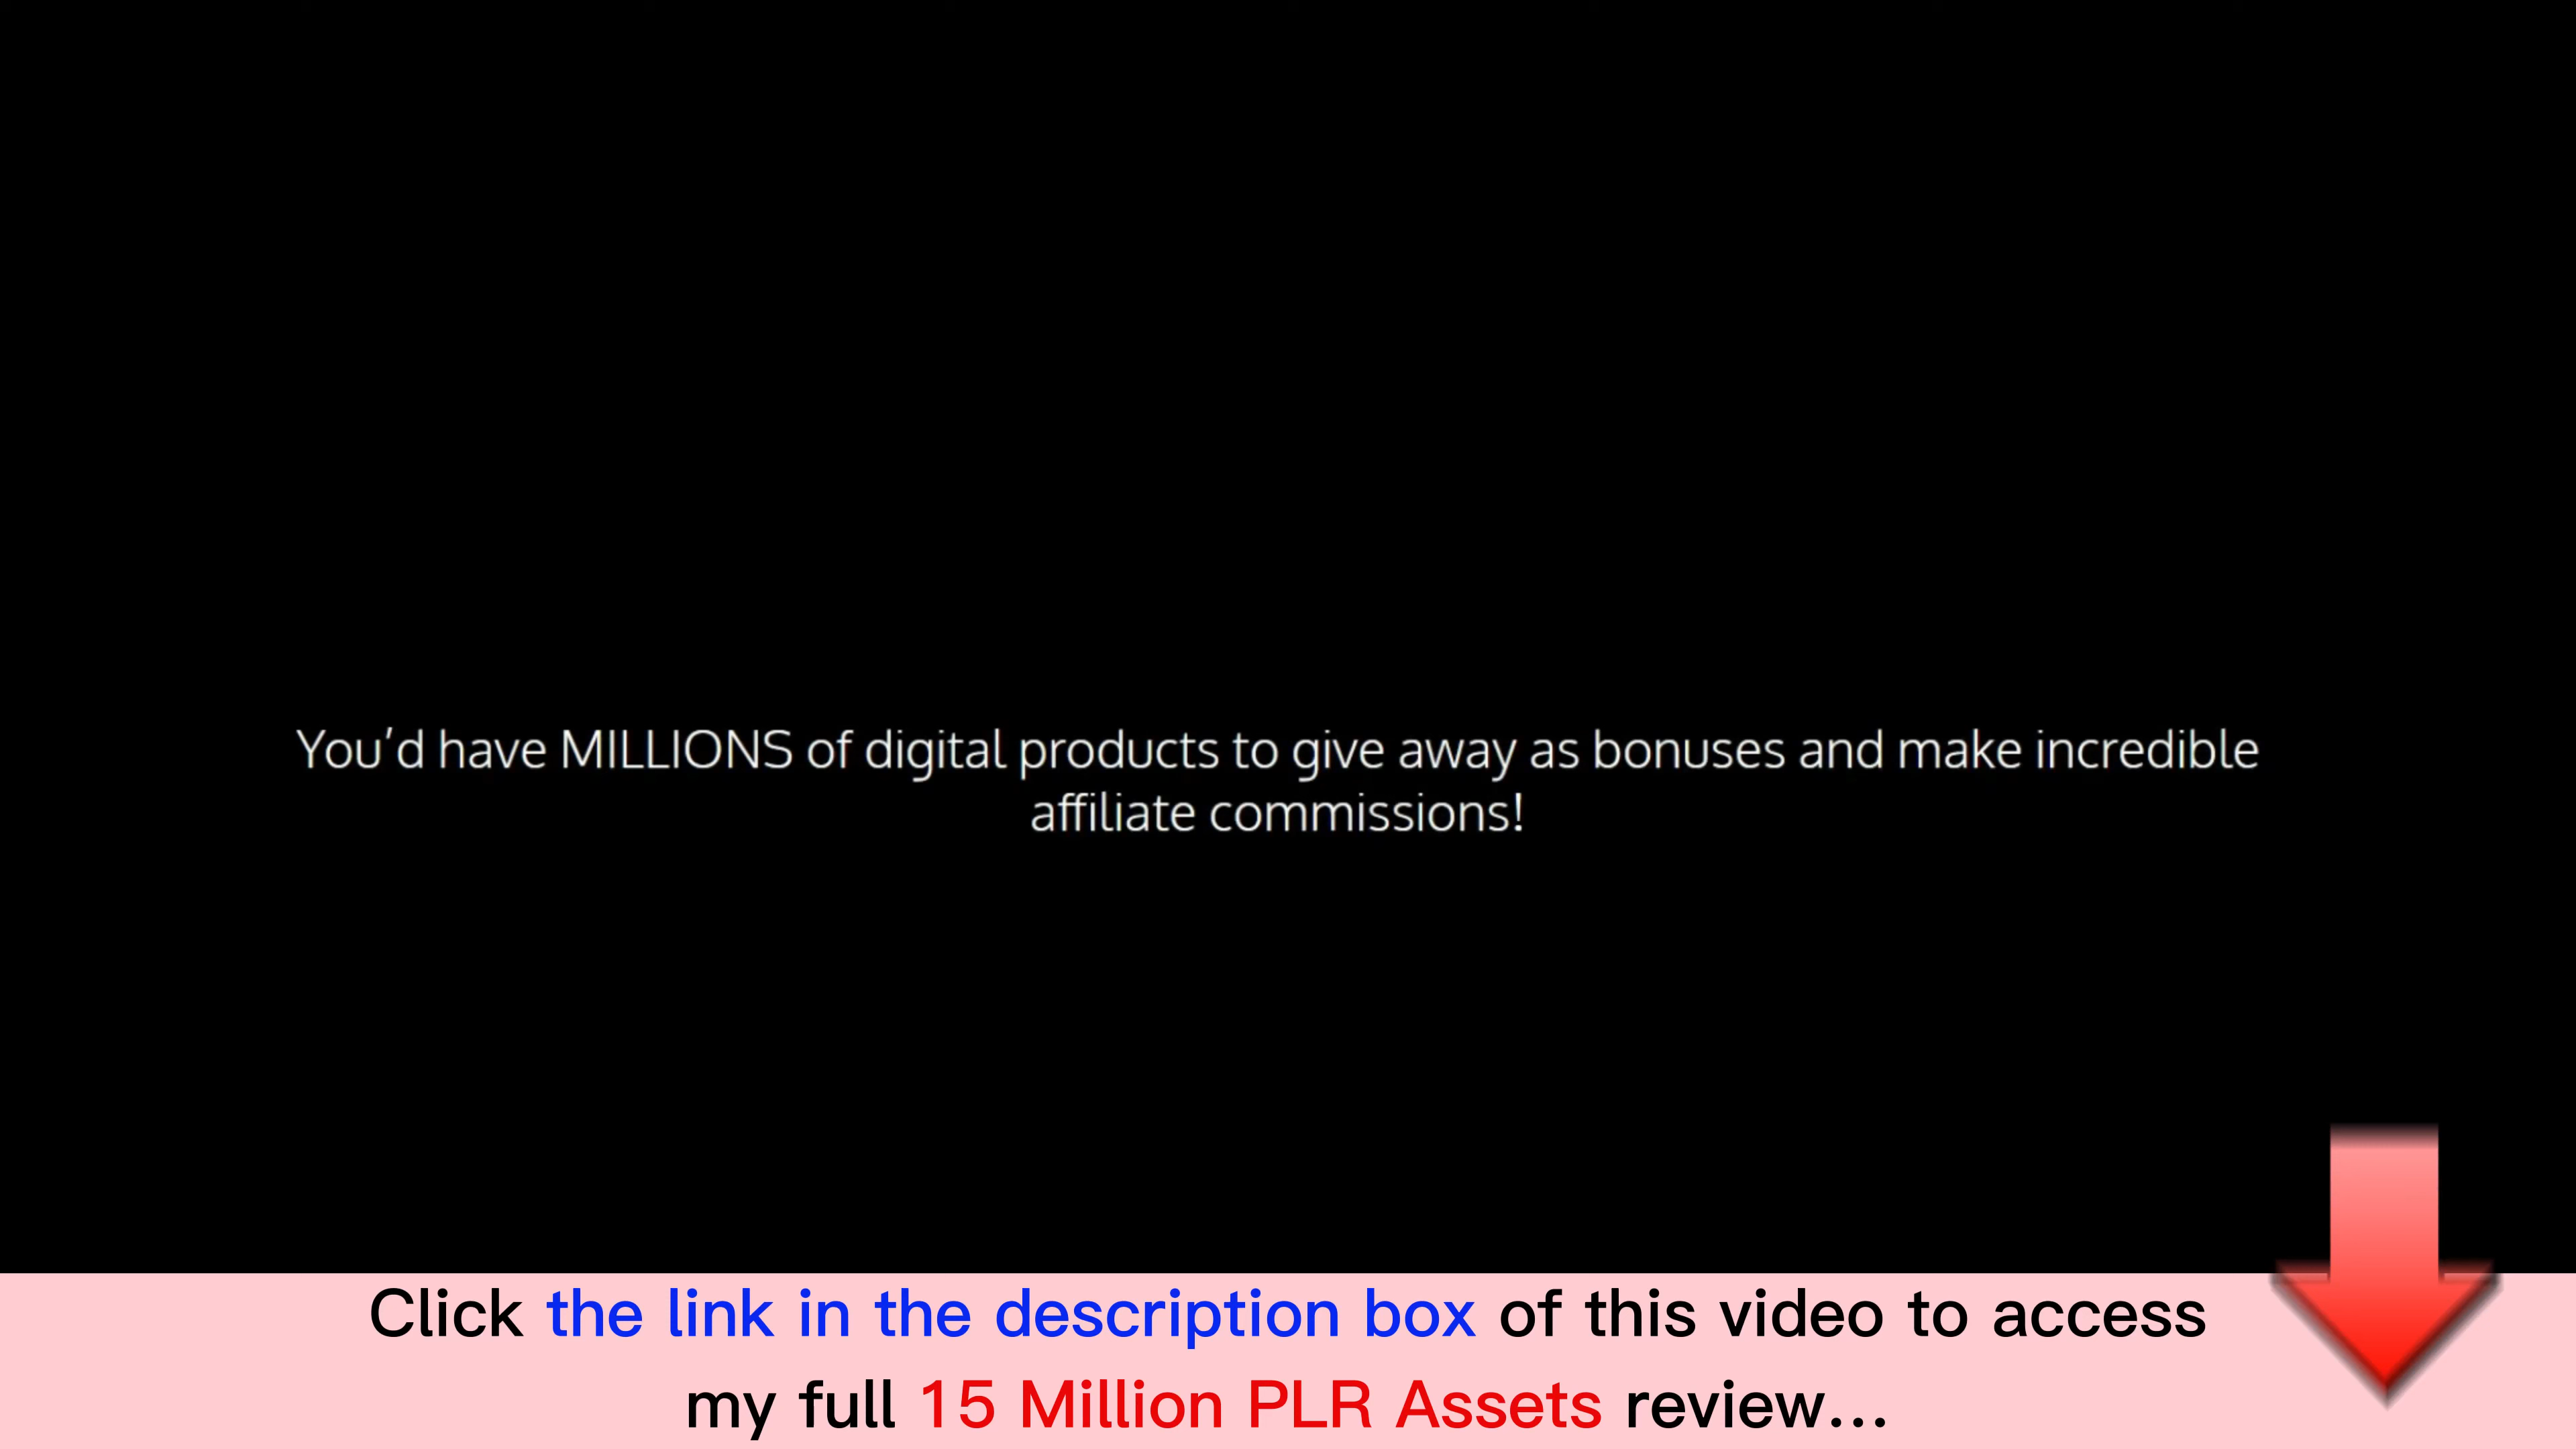 You’d have MILLIONS of digital products to give away as bonuses and make incredible
affiliate commissions!
Click the link in the description box of this video to access
my full 15 Million PLR Assets review...